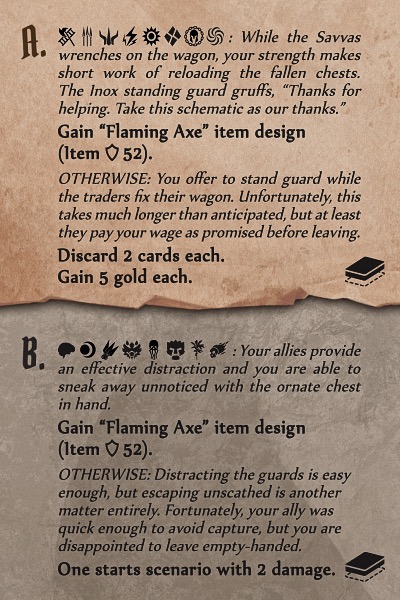 A. : While the Savvas
wrenches on the wagon, your strength makes
short work of reloading the fallen chests.
The Inox standing guard gruffs, “Thanks for
helping. Take this schematic as our thanks.”
Gain “Flaming Axe” item design
(Item 52).
OTHERWISE: You offer to stand guard while
the traders fix their wagon. Unfortunately, this
takes much longer than anticipated, but at least
they pay your wage as promised before leaving.
Discard 2 cards each.
Gain 5 gold each.
B. : Your allies provide
an effective distraction and you are able to
sneak away unnoticed with the ornate chest
in hand.
Gain “Flaming Axe” item design
(Item 52).
OTHERWISE: Distracting the guards is easy
enough, but escaping unscathed is another
matter entirely. Fortunately, your ally was
quick enough to avoid capture, but you are
disappointed to leave empty-handed.
One starts scenario with 2 damage.